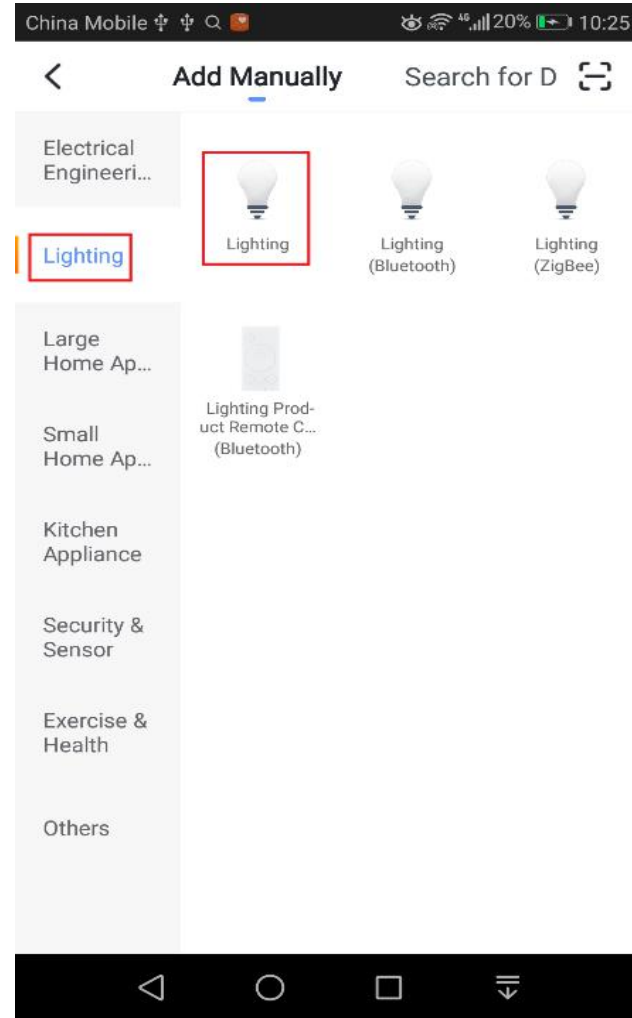 China Mobile 46 20% 10:25
Add Manually Search for D
Electrical
Engineeri...
Lighting
Large
Home Ap...
Small
Home Ap...
Kitchen
Appliance
Security &
Sensor
Exercise &
Health
Others
Lighting
Lighting
(Bluetooth)
Lighting
(ZigBee)
Lighting Prod-
uct Remote C...
(Bluetooth)